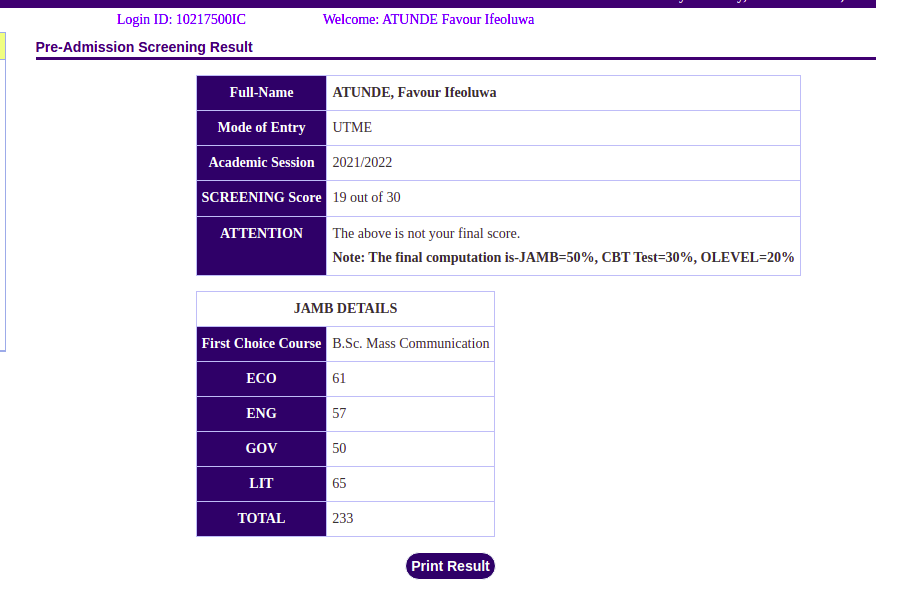 Login ID: 10217500IC Welcome: ATUNDE Favour Ifeoluwa
Pre-Admission Screening Result
Full-Name ATUNDE, Favour Ifeoluwa
Mode of Entry UTME
Academic Session 2021/2022
SCREENING Score 19 out of 30
ATTENTION The above is not your final score.
Note: The final computation is-JAMB=50%, CBT Test=30%, OLEVEL=20%
JAMB DETAILS
First Choice Course B.Sc. Mass Communication
ECO 61
ENG 57
GOV 50
LIT 65
TOTAL 233
Print Result